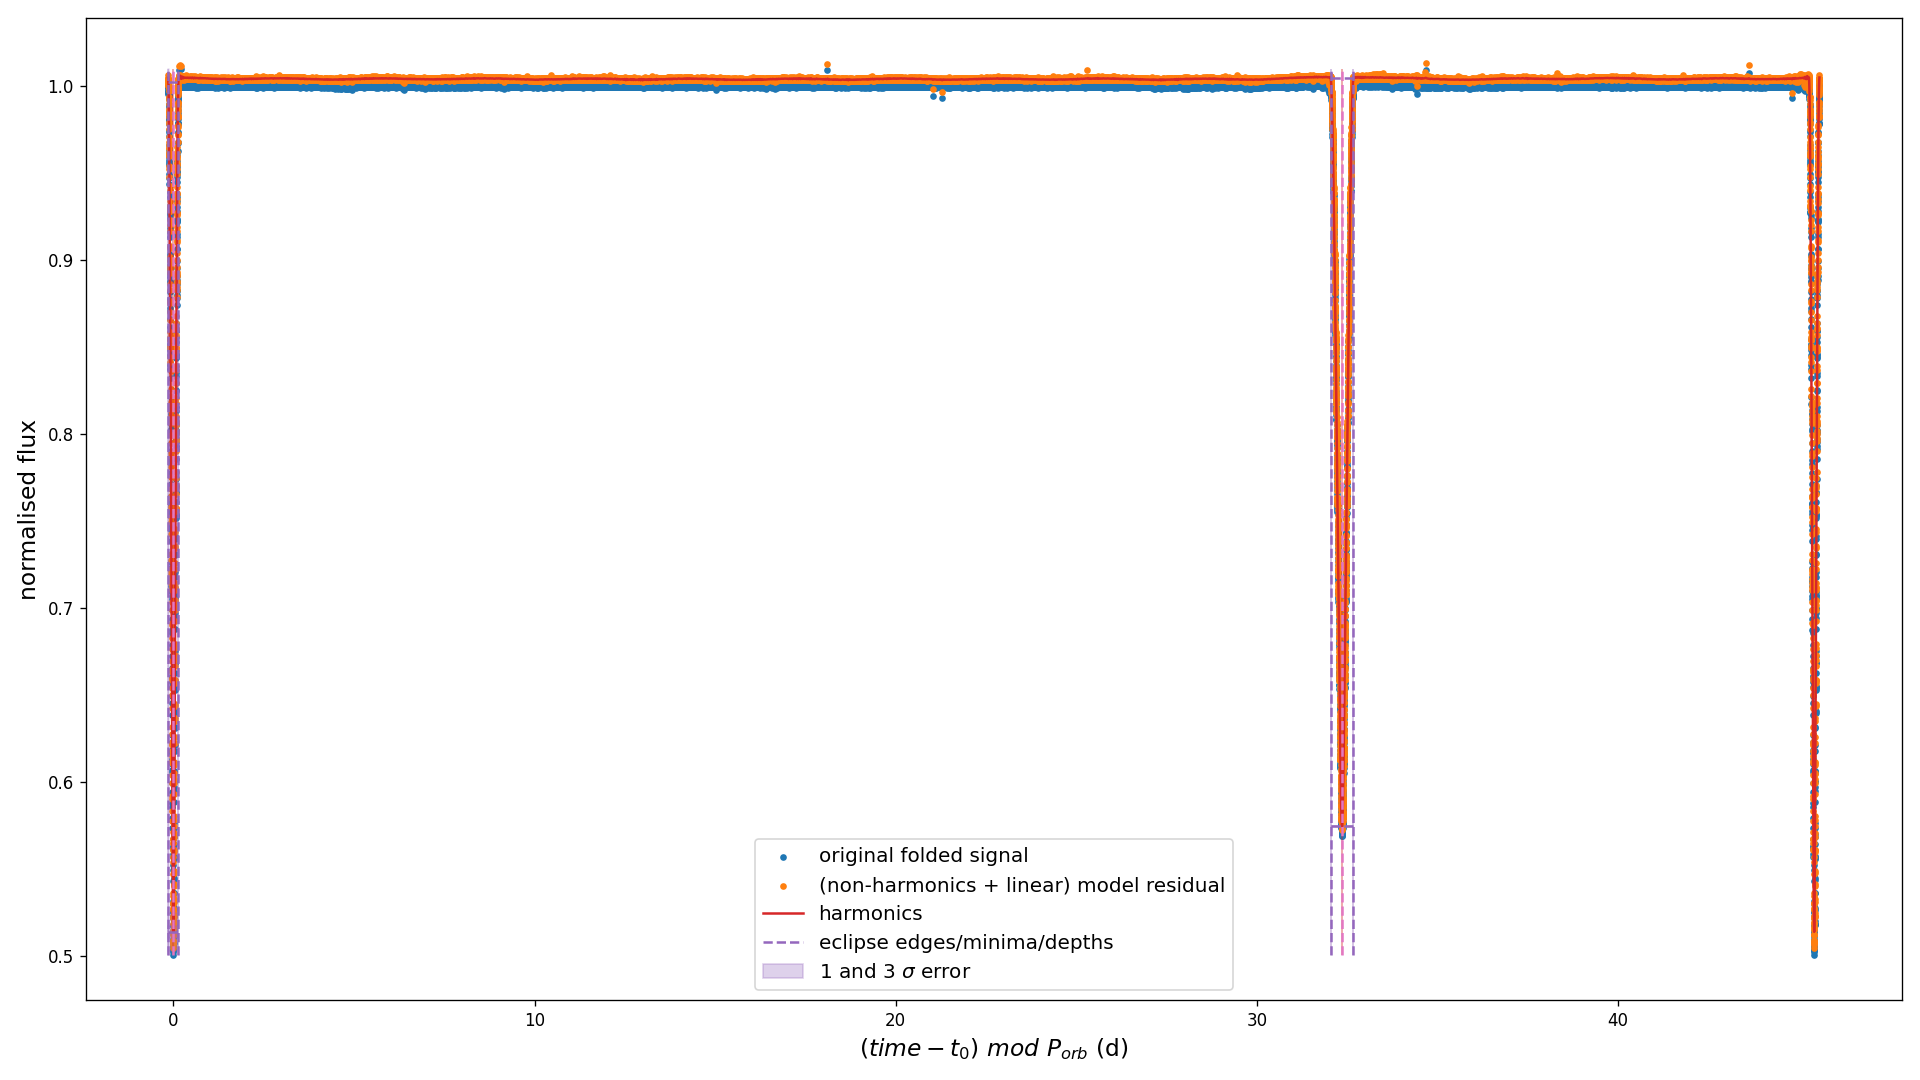 1.0
0.9
0.8
0.7
0.6
0.5
normalised flux
original folded signal
(non-harmonics + linear) model residual
harmonics
eclipse edges/minima/depths
1 and 3 σ error
0 10 20 30 40
(time − t₀) mod Pₒᵣb (d)